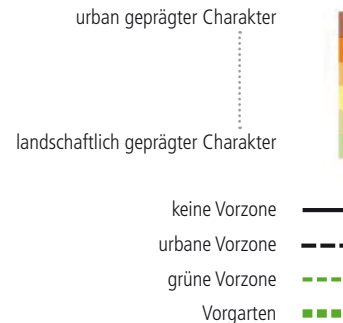 urban geprägter Charakter
landschaftlich geprägter Charakter
keine Vorzone
urbane Vorzone
grüne Vorzone
Vorgarten